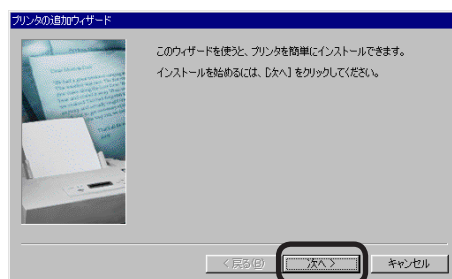 プリンタの追加ウィザード
このウィザードを使うと、プリンタを簡単にインストールできます。
インストールを始めるには、[次へ] をクリックしてください。
< 戻る(B)
次へ >
キャンセル